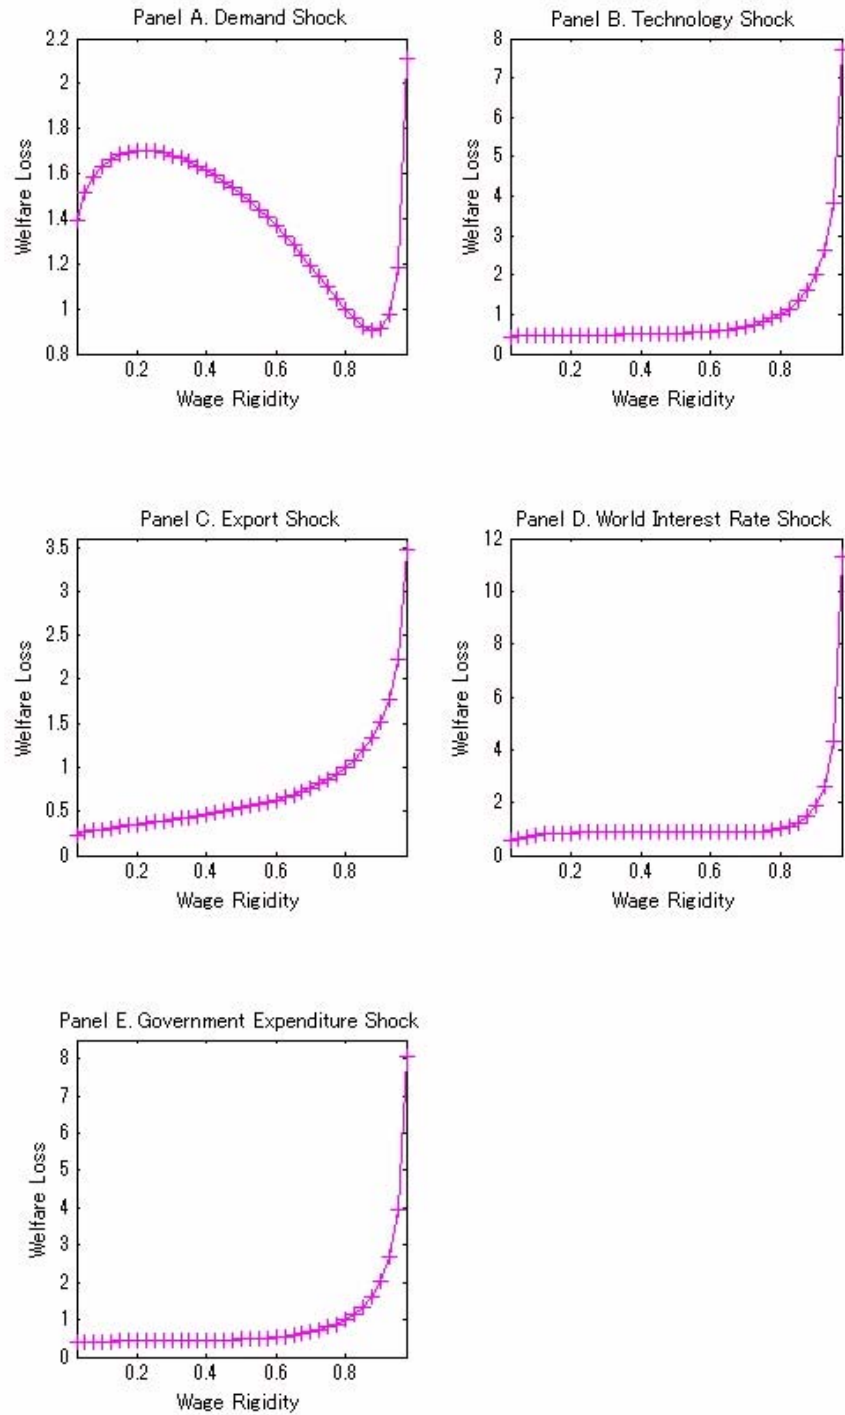 Panel A. Demand Shock
2.2
2
1.8
1.6
1.4
1.2
1
0.8
Welfare Loss
0.2 0.4 0.6 0.8
Wage Rigidity
Panel B. Technology Shock
8
7
6
5
4
3
2
1
0
Welfare Loss
0.2 0.4 0.6 0.8
Wage Rigidity
Panel C. Export Shock
3.5
3
2.5
2
1.5
1
0.5
0
Welfare Loss
0.2 0.4 0.6 0.8
Wage Rigidity
Panel D. World Interest Rate Shock
12
10
8
6
4
2
0
Welfare Loss
0.2 0.4 0.6 0.8
Wage Rigidity
Panel E. Government Expenditure Shock
8
7
6
5
4
3
2
1
0
Welfare Loss
0.2 0.4 0.6 0.8
Wage Rigidity